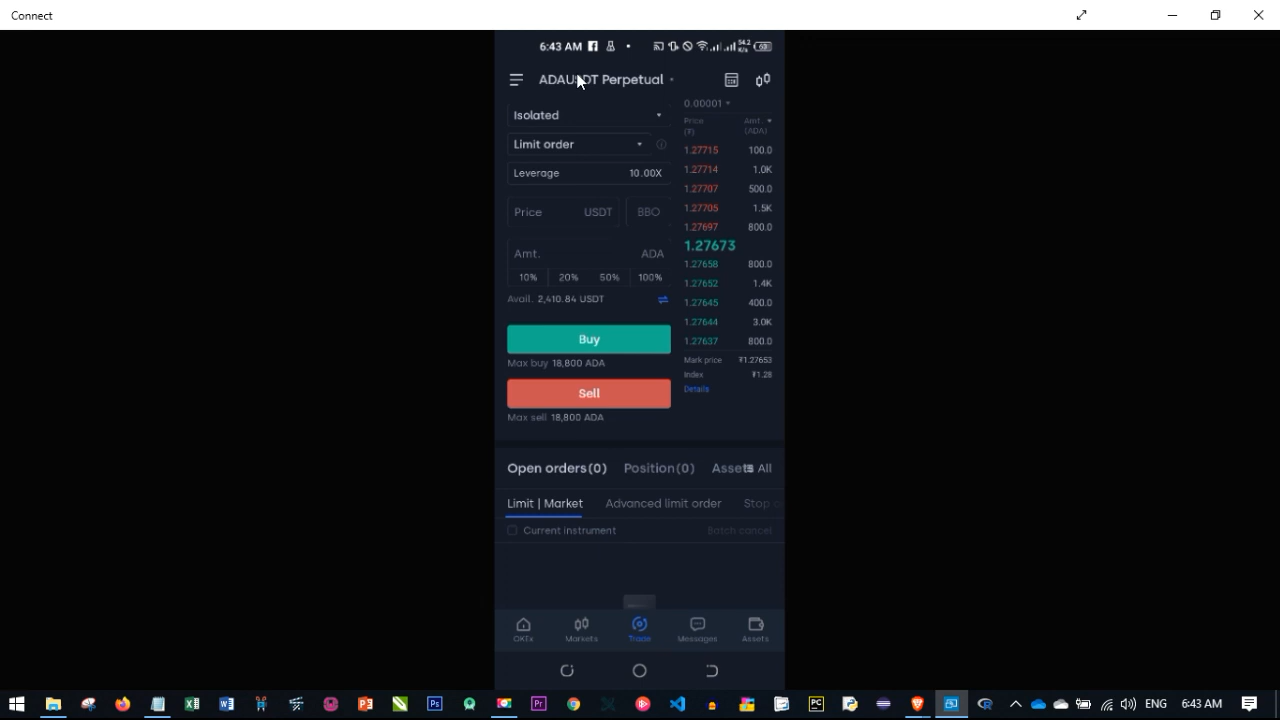 Connect
6:43 AM
54.2
K/s
ADAUSDT Perpetual
Isolated
Limit order
Leverage 10.00X
Price USDT BBO
Amt. ADA
10% 20% 50% 100%
Avail. 2,410.84 USDT
Buy
Max buy 18,800 ADA
Sell
Max sell 18,800 ADA
0.00001
Price Amt.
(₮) (ADA)
1.27715 100.0
1.27714 1.0K
1.27707 500.0
1.27705 1.5K
1.27697 800.0
1.27673
1.27658 800.0
1.27652 1.4K
1.27645 400.0
1.27644 3.0K
1.27637 800.0
Mark price ₮1.27653
Index ₮1.28
Details
Open orders(0) Position(0) Assets All
Limit | Market Advanced limit order Stop
Current instrument Batch cancel
OKEx Markets Trade Messages Assets
ENG 6:43 AM